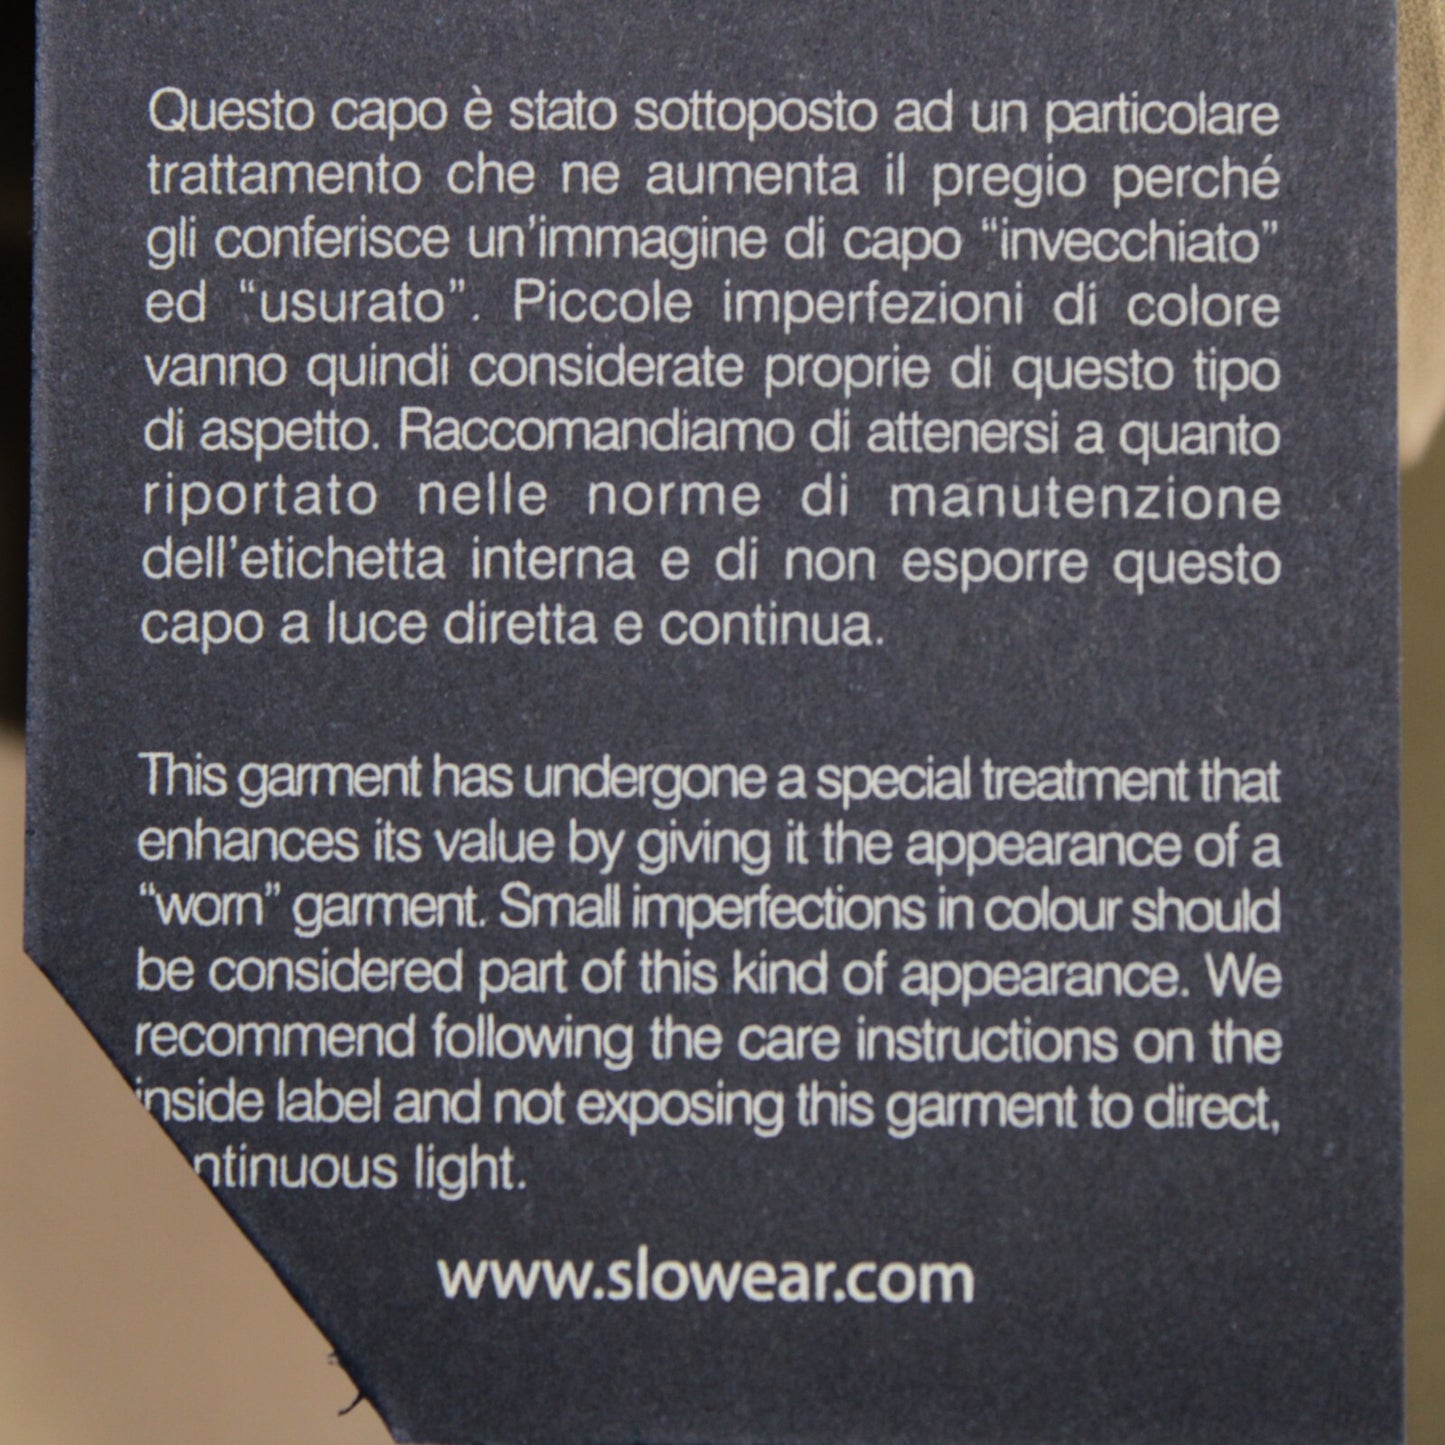 Questo capo è stato sottoposto ad un particolare
trattamento che ne aumenta il pregio perché
gli conferisce un'immagine di capo “invecchiato”
ed “usurato”. Piccole imperfezioni di colore
vanno quindi considerate proprie di questo tipo
di aspetto. Raccomandiamo di attenersi a quanto
riportato nelle norme di manutenzione
dell'etichetta interna e di non esporre questo
capo a luce diretta e continua.
This garment has undergone a special treatment that
enhances its value by giving it the appearance of a
“worn” garment. Small imperfections in colour should
be considered part of this kind of appearance. We
recommend following the care instructions on the
inside label and not exposing this garment to direct,
ntinuous light.
www.slowear.com